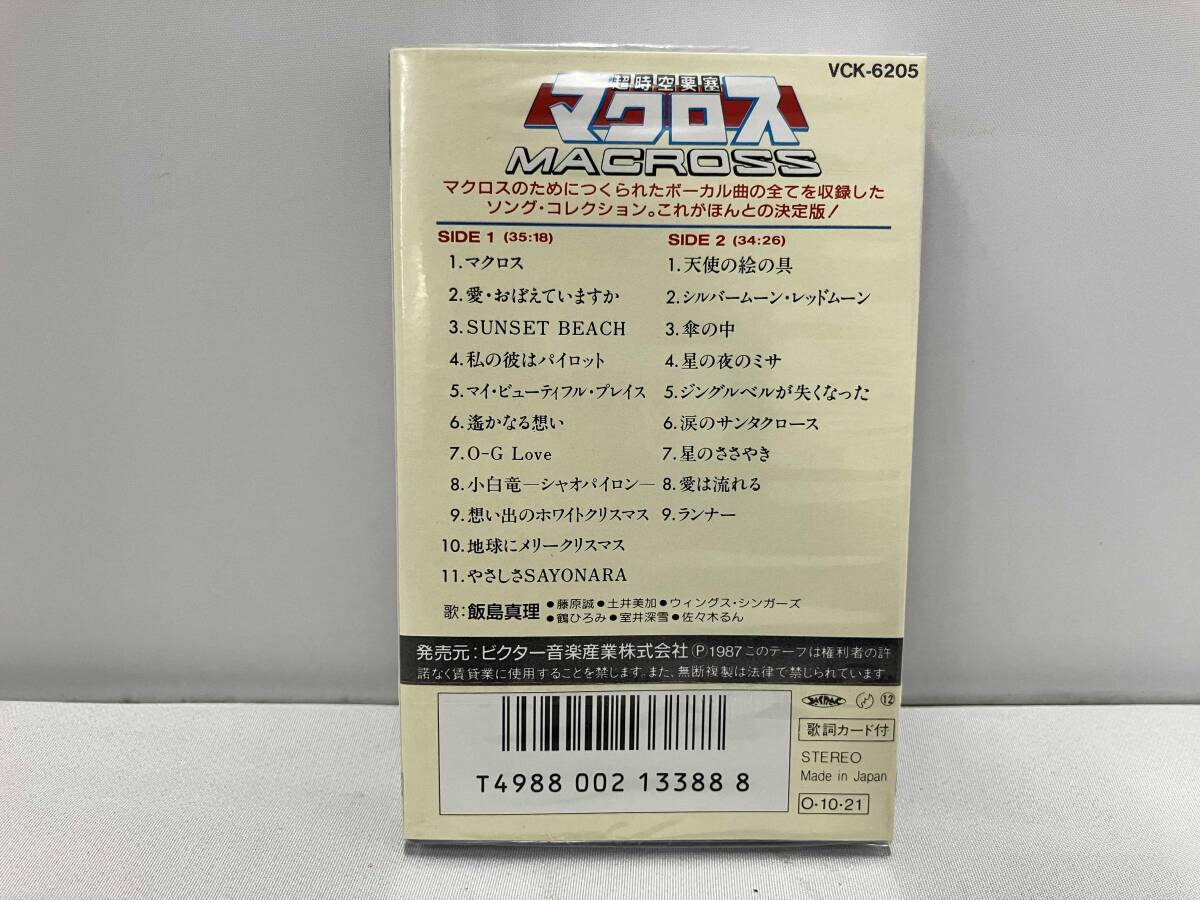 VCK-6205
超時空要塞
マクロス
MACROSS
マクロスのためにつくられたボーカル曲の全てを収録した
ソング・コレクション。これがほんとの決定版!
SIDE 1 (35:18)
1.マクロス
2.愛・おぼえていますか
3.SUNSET BEACH
4.私の彼はパイロット
5.マイ・ビューティフル・プレイス
6.遙かなる想い
7.O-G Love
8.小白竜—シャオパイロン—
9.想い出のホワイトクリスマス
10.地球にメリークリスマス
11.やさしさSAYONARA
SIDE 2 (34:26)
1.天使の絵の具
2.シルバームーン・レッドムーン
3.傘の中
4.星の夜のミサ
5.ジングルベルが失くなった
6.涙のサンタクロース
7.星のささやき
8.愛は流れる
9.ランナー
歌:飯島真理 ●藤原誠●土井美加●ウィングス・シンガーズ
●鶴ひろみ●室井深雪●佐々木るん
発売元:ビクター音楽産業株式会社Ⓟ1987このテープは権利者の許
諾なく賃貸業に使用することを禁じます。また、無断複製は法律で禁じられています。
⑫
歌詞カード付
STEREO
Made in Japan
O・10・21
T4988 002 13388 8